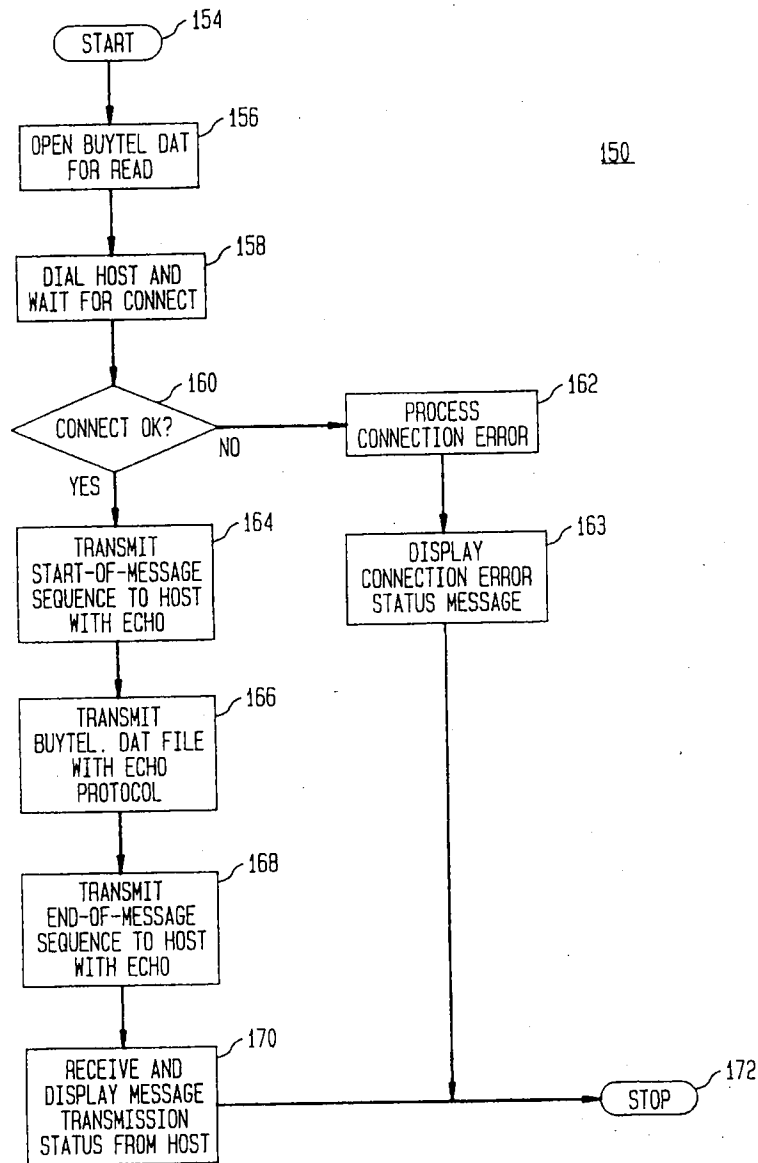 START
154
OPEN BUYTEL DAT
FOR READ
156
150
DIAL HOST AND
WAIT FOR CONNECT
158
CONNECT OK?
160
NO
YES
PROCESS
CONNECTION ERROR
162
TRANSMIT
START-OF-MESSAGE
SEQUENCE TO HOST
WITH ECHO
164
DISPLAY
CONNECTION ERROR
STATUS MESSAGE
163
TRANSMIT
BUYTEL. DAT FILE
WITH ECHO
PROTOCOL
166
TRANSMIT
END-OF-MESSAGE
SEQUENCE TO HOST
WITH ECHO
168
RECEIVE AND
DISPLAY MESSAGE
TRANSMISSION
STATUS FROM HOST
170
STOP
172